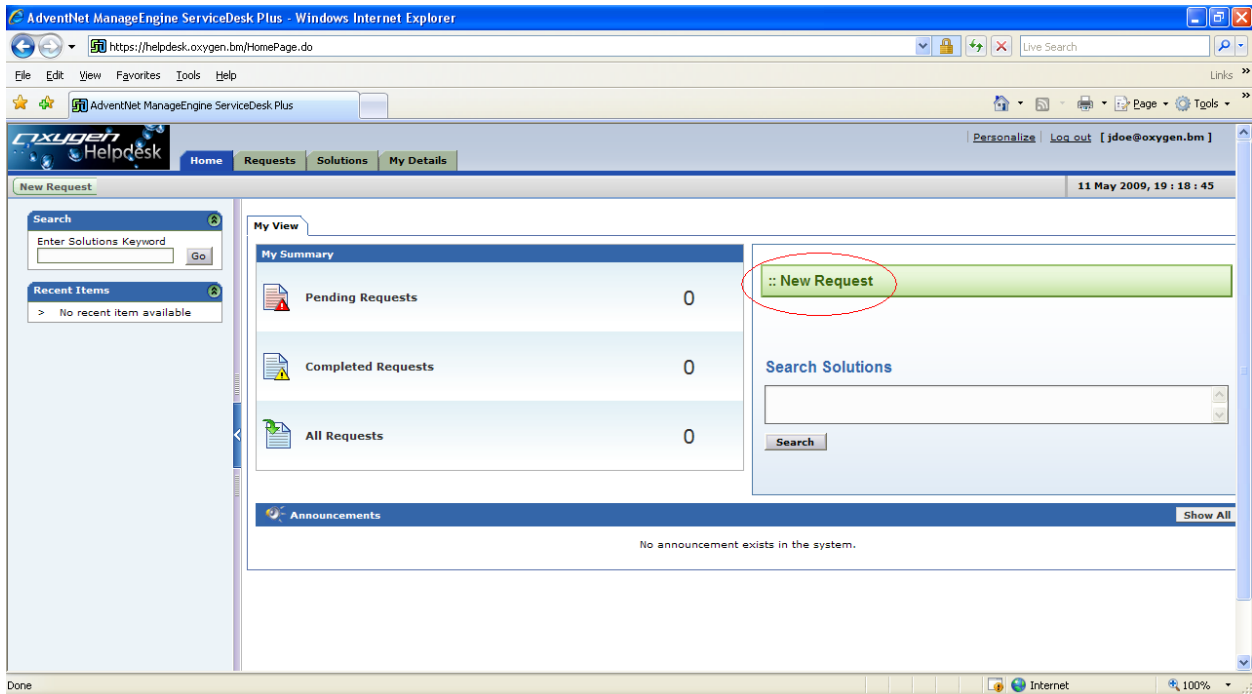 AdventNet ManageEngine ServiceDesk Plus - Windows Internet Explorer
https://helpdesk.oxygen.bm/HomePage.do
Live Search
File Edit View Favorites Tools Help
Links »
AdventNet ManageEngine ServiceDesk Plus
Page Tools »
oxygen
Helpdesk
Personalize Log out [ jdoe@oxygen.bm ]
Home Requests Solutions My Details
New Request
11 May 2009, 19 : 18 : 45
Search
Enter Solutions Keyword
Go
Recent Items
> No recent item available
My View
My Summary
Pending Requests 0
Completed Requests 0
All Requests 0
:: New Request
Search Solutions
Search
Announcements
Show All
No announcement exists in the system.
Done
Internet
100%